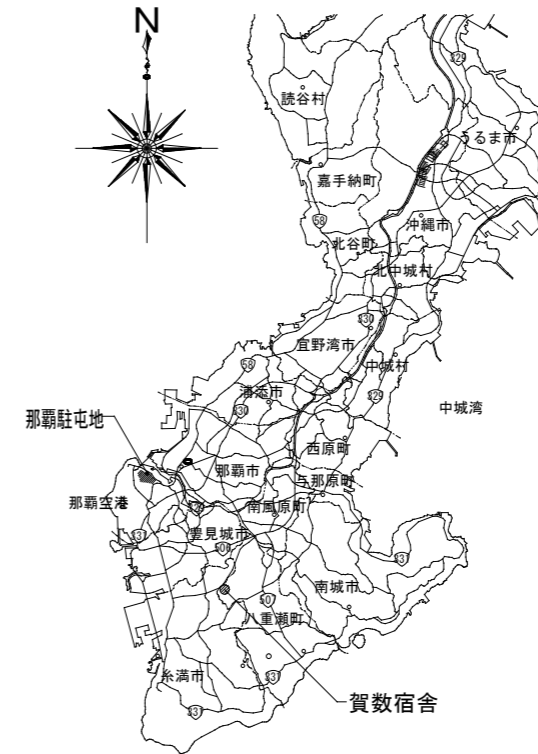 N
329
読谷村
うるま市
嘉手納町
58
沖縄市
北谷町
北中城村
330
宜野湾市
中城村
58
329
浦添市
中城湾
330
那覇駐屯地
西原町
那覇市
与那原町
那覇空港
南風原町
331
豊見城市
506
331
南城市
507
八重瀬町
糸満市
331
賀数宿舎
331